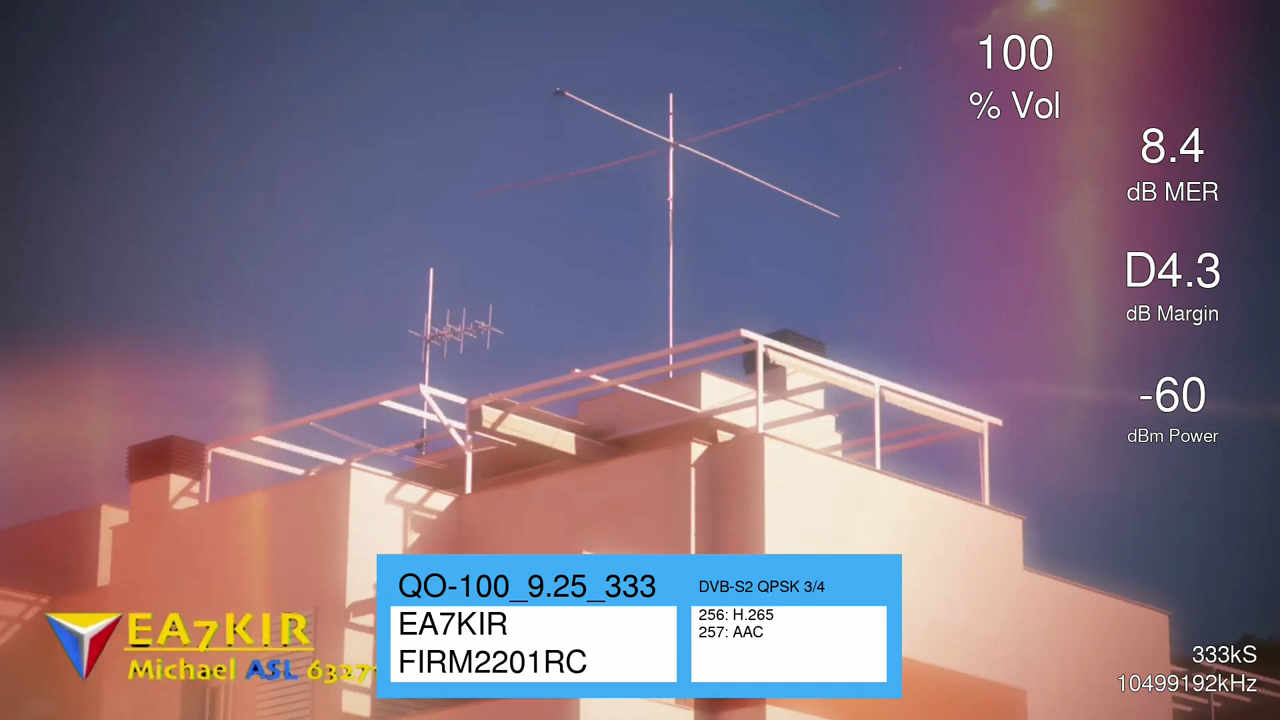 100
% Vol
8.4
dB MER
D4.3
dB Margin
-60
dBm Power
QO-100_9.25_333
DVB-S2 QPSK 3/4
EA7KIR
FIRM2201RC
256: H.265
257: AAC
EA7KIR
Michael ASL 6327
333kS
10499192kHz